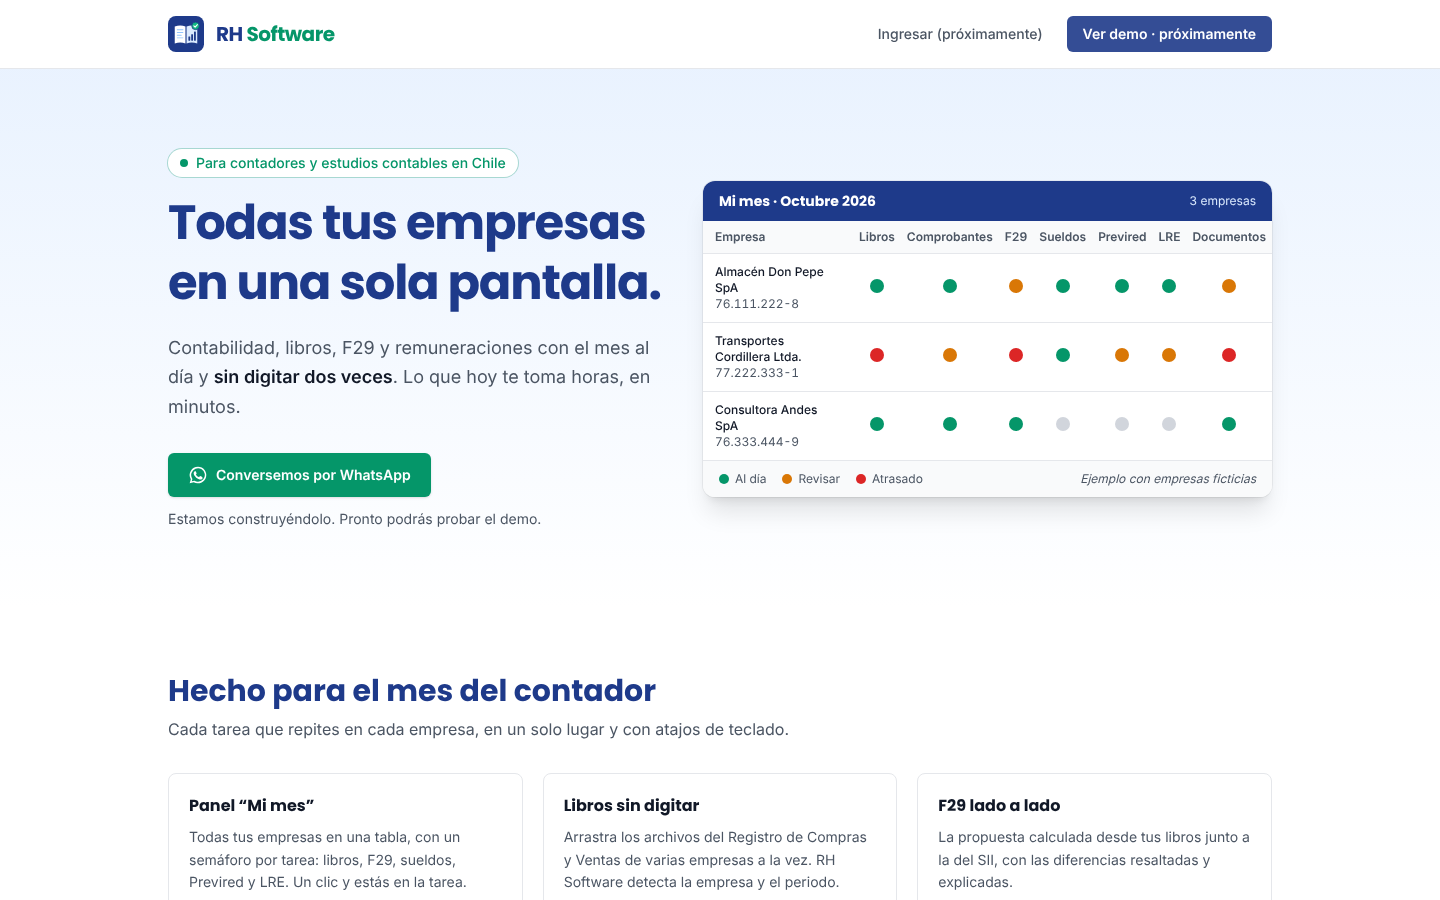 RH Software
Ingresar (próximamente)
Ver demo · próximamente
Para contadores y estudios contables en Chile
Todas tus empresas
en una sola pantalla.
Contabilidad, libros, F29 y remuneraciones con el mes al
día y sin digitar dos veces. Lo que hoy te toma horas, en
minutos.
Conversemos por WhatsApp
Estamos construyéndolo. Pronto podrás probar el demo.
Mi mes · Octubre 2026 3 empresas
Empresa Libros Comprobantes F29 Sueldos Previred LRE Documentos
Almacén Don Pepe
SpA
76.111.222-8
Transportes
Cordillera Ltda.
77.222.333-1
Consultora Andes
SpA
76.333.444-9
Al día Revisar Atrasado Ejemplo con empresas ficticias
Hecho para el mes del contador
Cada tarea que repites en cada empresa, en un solo lugar y con atajos de teclado.
Panel “Mi mes”
Todas tus empresas en una tabla, con un
semáforo por tarea: libros, F29, sueldos,
Previred y LRE. Un clic y estás en la tarea.
Libros sin digitar
Arrastra los archivos del Registro de Compras
y Ventas de varias empresas a la vez. RH
Software detecta la empresa y el periodo.
F29 lado a lado
La propuesta calculada desde tus libros junto a
la del SII, con las diferencias resaltadas y
explicadas.